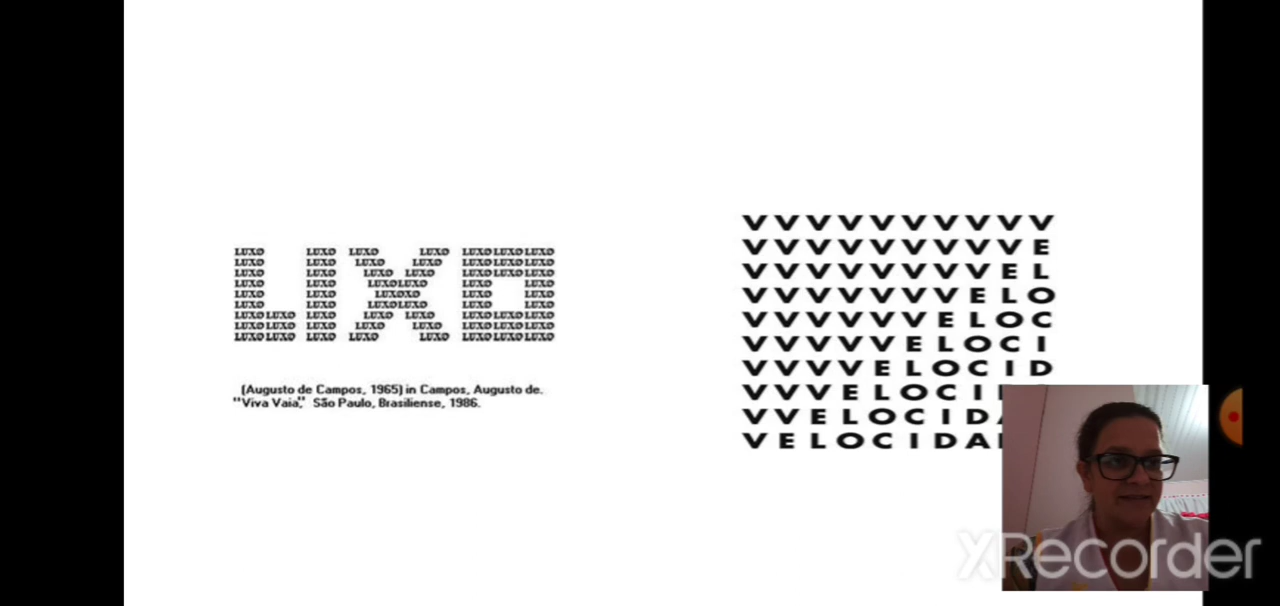 LUXO LUXO LUXO LUXO LUXOLUXOLUXO
LUXO LUXO LUXO LUXO LUXOLUXOLUXO
LUXO LUXO LUXO LUXO LUXOLUXOLUXO
LUXO LUXO LUXOLUXO LUXO LUXO
LUXO LUXO LUXOXO LUXO LUXO
LUXO LUXO LUXOLUXO LUXO LUXO
LUXOLUXO LUXO LUXO LUXO LUXOLUXOLUXO
LUXOLUXO LUXO LUXO LUXO LUXOLUXOLUXO
LUXOLUXO LUXO LUXO LUXO LUXOLUXOLUXO
(Augusto de Campos, 1965) in Campos, Augusto de.
"Viva Vaia," São Paulo, Brasiliense, 1986.
V V V V V V V V V V
V V V V V V V V V E
V V V V V V V V E L
V V V V V V V E L O
V V V V V V E L O C
V V V V V E L O C I
V V V V E L O C I D
V V V E L O C I
V V E L O C I D A
V E L O C I D A
XRecorder